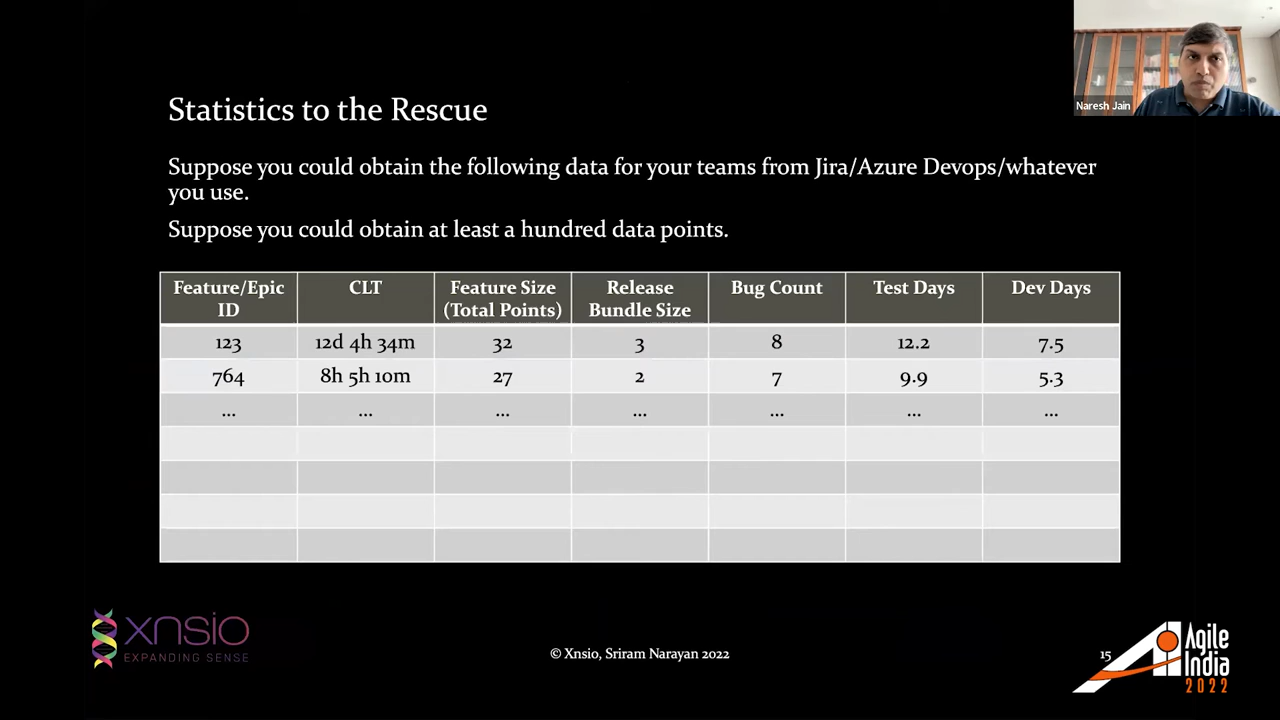 Naresh Jain
Statistics to the Rescue
Suppose you could obtain the following data for your teams from Jira/Azure Devops/whatever
you use.
Suppose you could obtain at least a hundred data points.
Feature/Epic ID CLT Feature Size (Total Points) Release Bundle Size Bug Count Test Days Dev Days
123 12d 4h 34m 32 3 8 12.2 7.5
764 8h 5h 10m 27 2 7 9.9 5.3
... ... ... ... ... ... ...
xnsio
EXPANDING SENSE
© Xnsio, Sriram Narayan 2022
15
Agile
India
2022